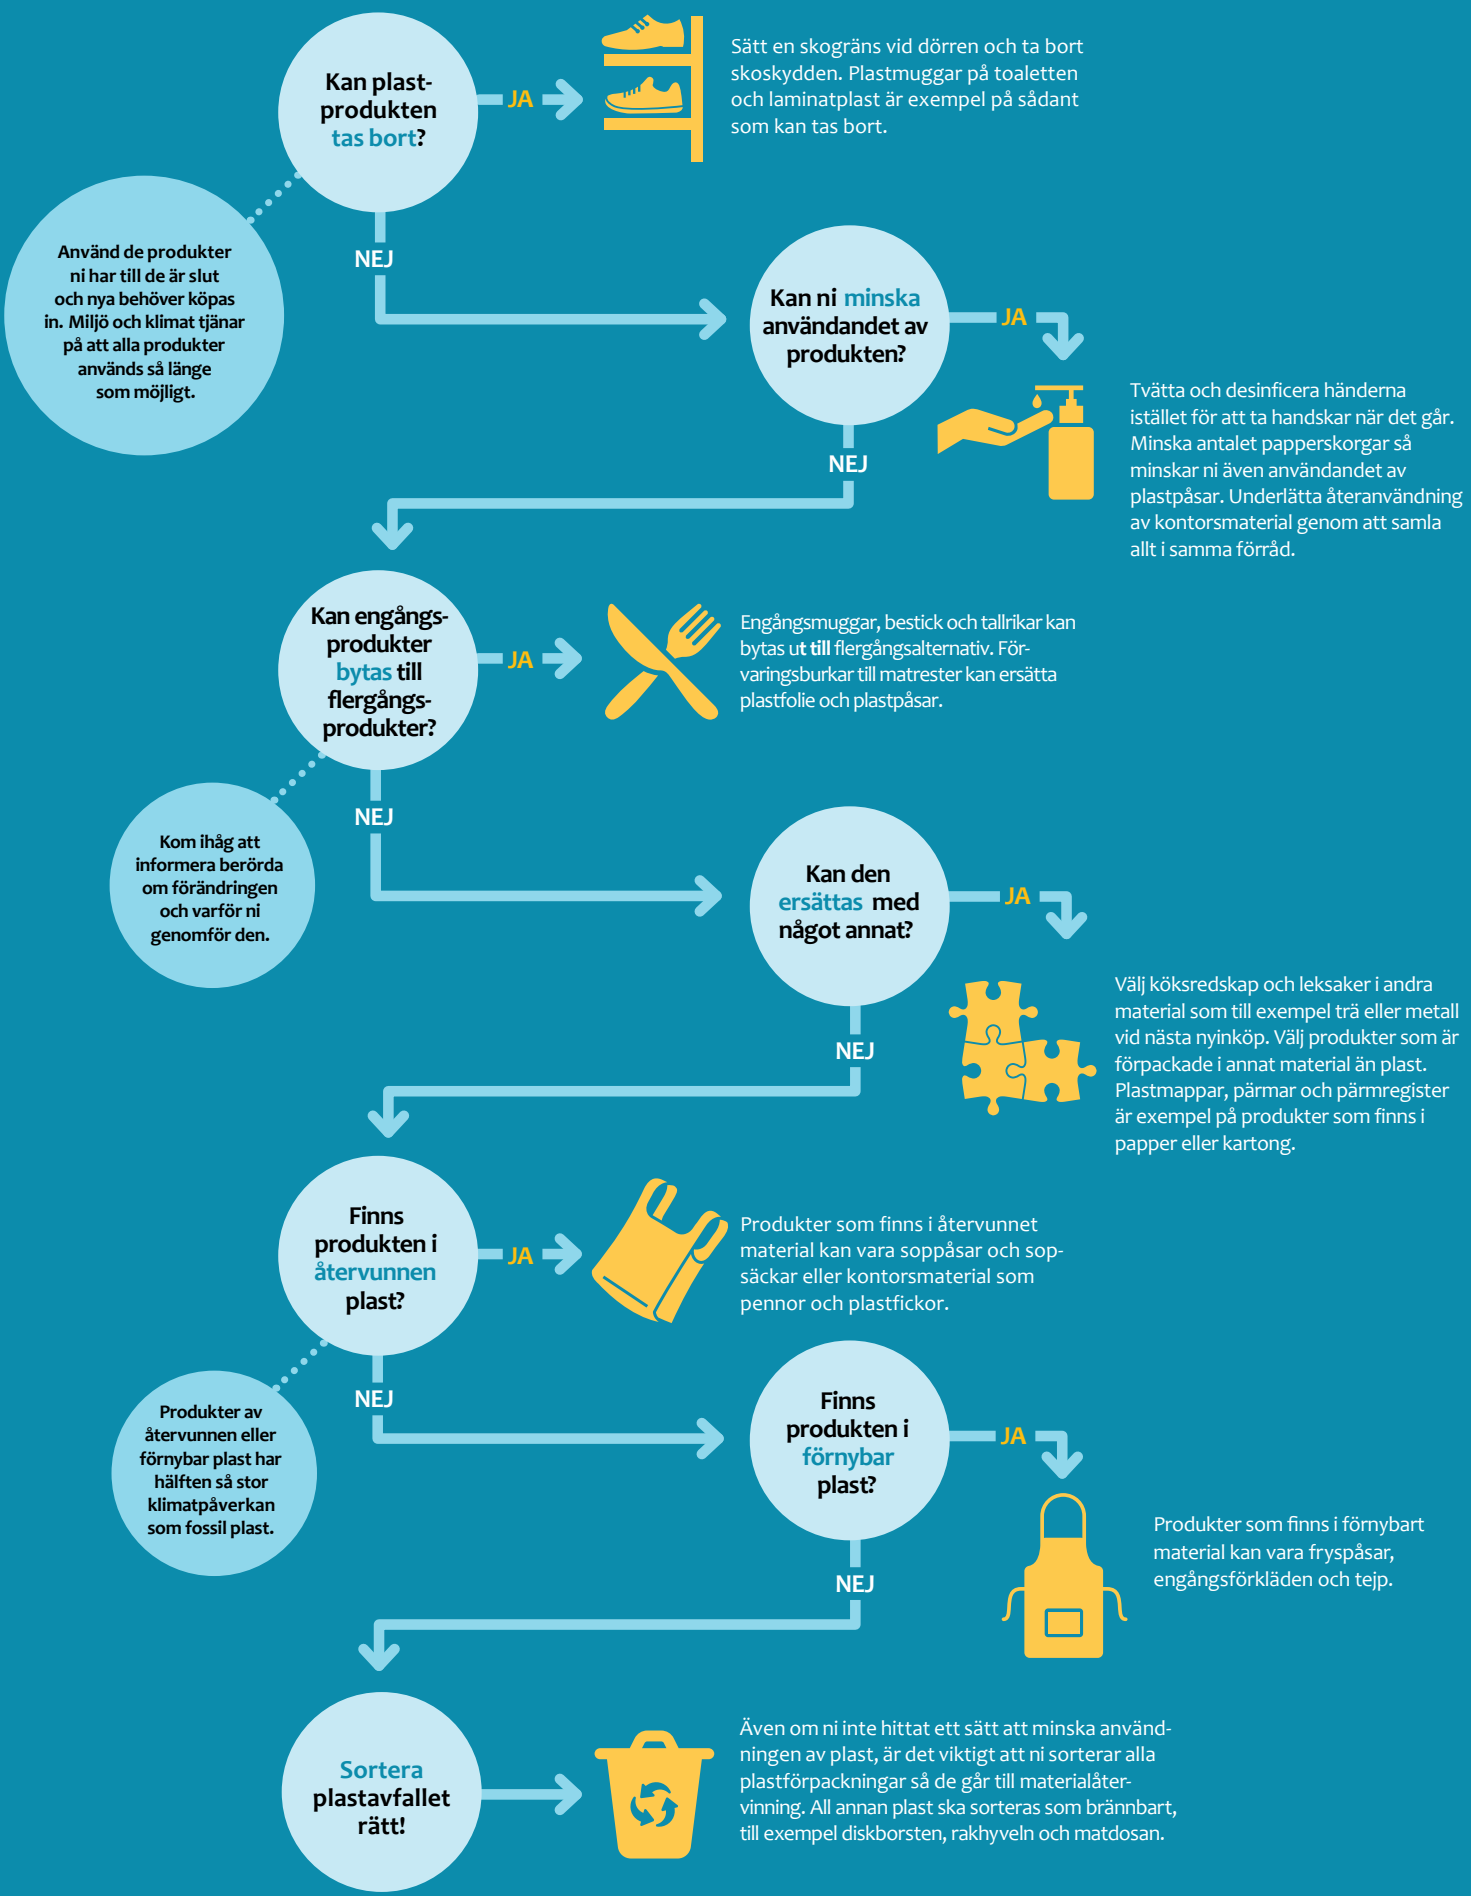 Kan plast-
produkten
tas bort?
JA
Sätt en skogräns vid dörren och ta bort
skoskydden. Plastmuggar på toaletten
och laminatplast är exempel på sådant
som kan tas bort.
Använd de produkter
ni har till de är slut
och nya behöver köpas
in. Miljö och klimat tjänar
på att alla produkter
används så länge
som möjligt.
NEJ
Kan ni minska
användandet av
produkten?
JA
Tvätta och desinficera händerna
istället för att ta handskar när det går.
Minska antalet papperskorgar så
minskar ni även användandet av
plastpåsar. Underlätta återanvändning
av kontorsmaterial genom att samla
allt i samma förråd.
NEJ
Kan engångs-
produkter
bytas till
flergångs-
produkter?
JA
Engångsmuggar, bestick och tallrikar kan
bytas ut till flergångsalternativ. För-
varingsburkar till matrester kan ersätta
plastfolie och plastpåsar.
Kom ihåg att
informera berörda
om förändringen
och varför ni
genomför den.
NEJ
Kan den
ersättas med
något annat?
JA
Välj köksredskap och leksaker i andra
material som till exempel trä eller metall
vid nästa nyinköp. Välj produkter som är
förpackade i annat material än plast.
Plastmappar, pärmar och pärmregister
är exempel på produkter som finns i
papper eller kartong.
NEJ
Finns
produkten i
återvunnen
plast?
JA
Produkter som finns i återvunnet
material kan vara soppåsar och sop-
säckar eller kontorsmaterial som
pennor och plastfickor.
Produkter av
återvunnen eller
förnybar plast har
hälften så stor
klimatpåverkan
som fossil plast.
NEJ
Finns
produkten i
förnybar
plast?
JA
Produkter som finns i förnybart
material kan vara fryspåsar,
engångsförkläden och tejp.
NEJ
Sortera
plastavfallet
rätt!
Även om ni inte hittat ett sätt att minska använd-
ningen av plast, är det viktigt att ni sorterar alla
plastförpackningar så de går till materialåter-
vinning. All annan plast ska sorteras som brännbart,
till exempel diskborsten, rakhyveln och matdosan.